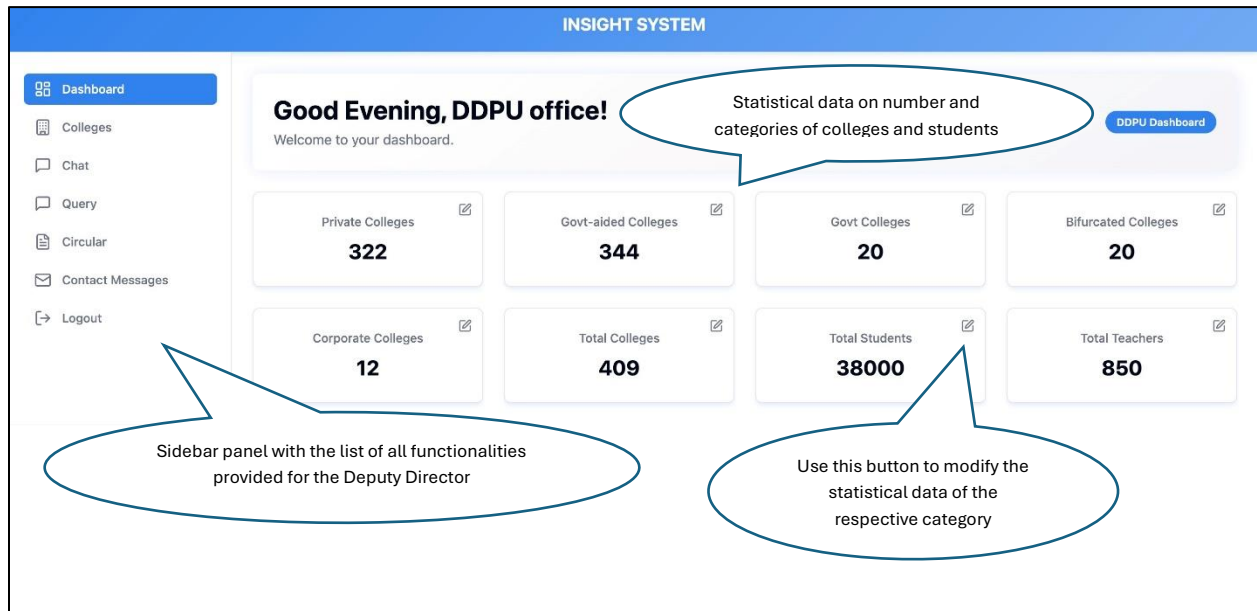 INSIGHT SYSTEM
Dashboard
Colleges
Chat
Query
Circular
Contact Messages
Logout
Good Evening, DDPU office!
Welcome to your dashboard.
Statistical data on number and
categories of colleges and students
DDPU Dashboard
Private Colleges
322
Govt-aided Colleges
344
Govt Colleges
20
Bifurcated Colleges
20
Corporate Colleges
12
Total Colleges
409
Total Students
38000
Total Teachers
850
Sidebar panel with the list of all functionalities
provided for the Deputy Director
Use this button to modify the
statistical data of the
respective category